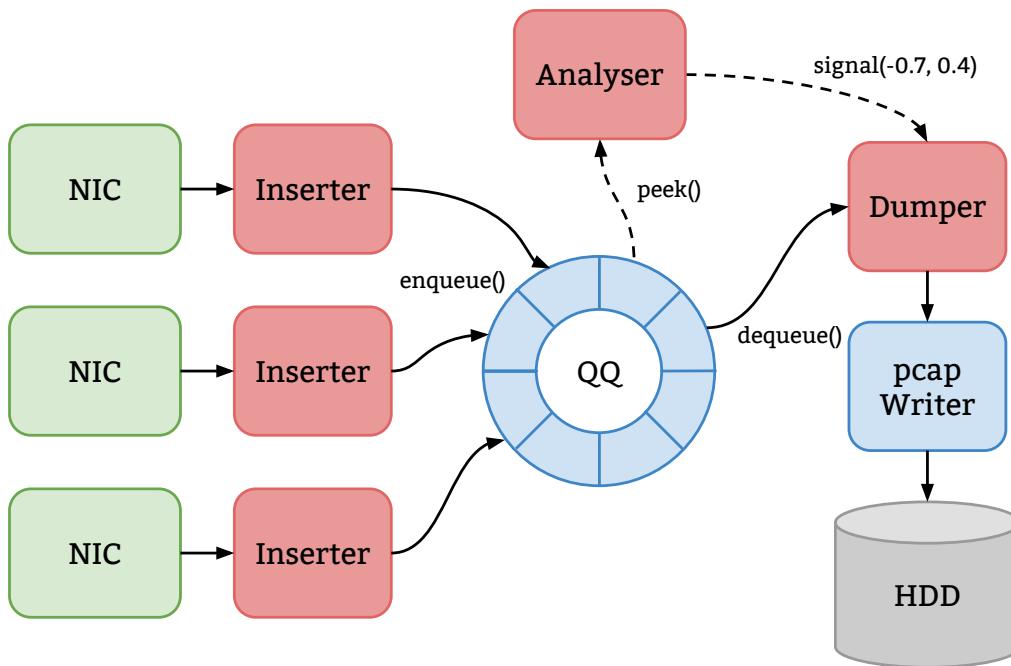 Analyser
signal(-0.7, 0.4)
NIC
Inserter
peek()
Dumper
enqueue()
NIC
Inserter
QQ
dequeue()
pcap
Writer
NIC
Inserter
HDD